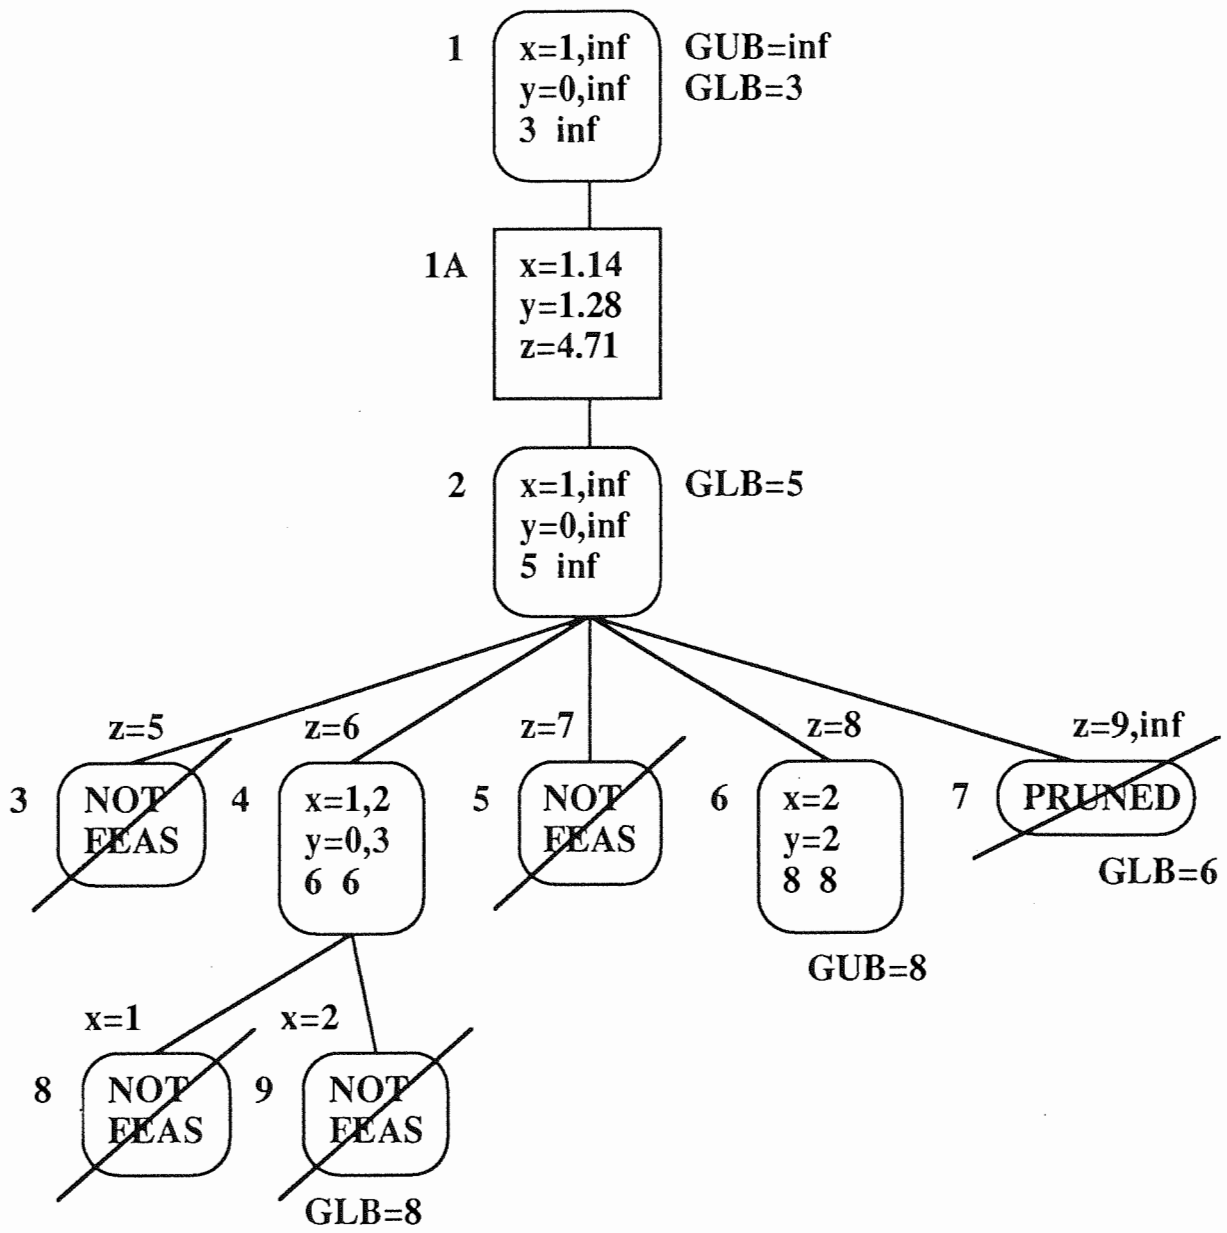 1
x=1,inf
y=0,inf
3 inf
GUB=inf
GLB=3
1A
x=1.14
y=1.28
z=4.71
2
x=1,inf
y=0,inf
5 inf
GLB=5
z=5
z=6
z=7
z=8
z=9,inf
3
NOT
FEAS
4
x=1,2
y=0,3
6 6
5
NOT
FEAS
6
x=2
y=2
8 8
GUB=8
7
PRUNED
GLB=6
x=1
x=2
8
NOT
FEAS
9
NOT
FEAS
GLB=8